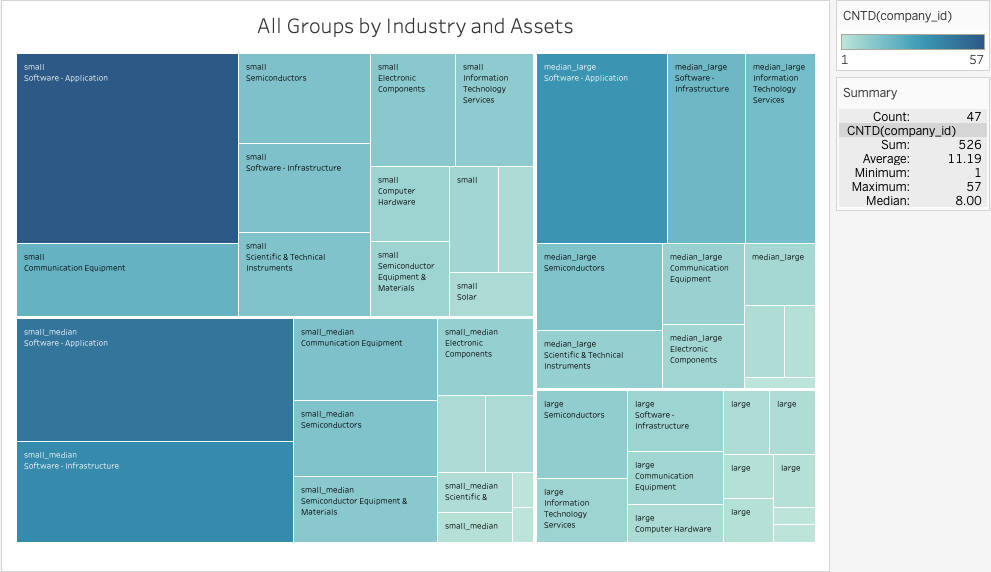 All Groups by Industry and Assets
small
Software - Application
small
Communication Equipment
small
Semiconductors
small
Software - Infrastructure
small
Scientific & Technical
Instruments
small
Electronic
Components
small
Information
Technology
Services
small
Computer
Hardware
small
Semiconductor
Equipment &
Materials
small
small
Solar
small_median
Software - Application
small_median
Software - Infrastructure
small_median
Communication Equipment
small_median
Semiconductors
small_median
Semiconductor Equipment &
Materials
small_median
Electronic
Components
small_median
Scientific &
small_median
median_large
Software - Application
median_large
Software -
Infrastructure
median_large
Information
Technology
Services
median_large
Semiconductors
median_large
Scientific & Technical
Instruments
median_large
Communication
Equipment
median_large
Electronic
Components
median_large
large
Semiconductors
large
Information
Technology
Services
large
Software -
Infrastructure
large
Communication
Equipment
large
Computer Hardware
large
large
large
large
large
CNTD(company_id)
1 57
Summary
Count: 47
CNTD(company_id)
Sum: 526
Average: 11.19
Minimum: 1
Maximum: 57
Median: 8.00